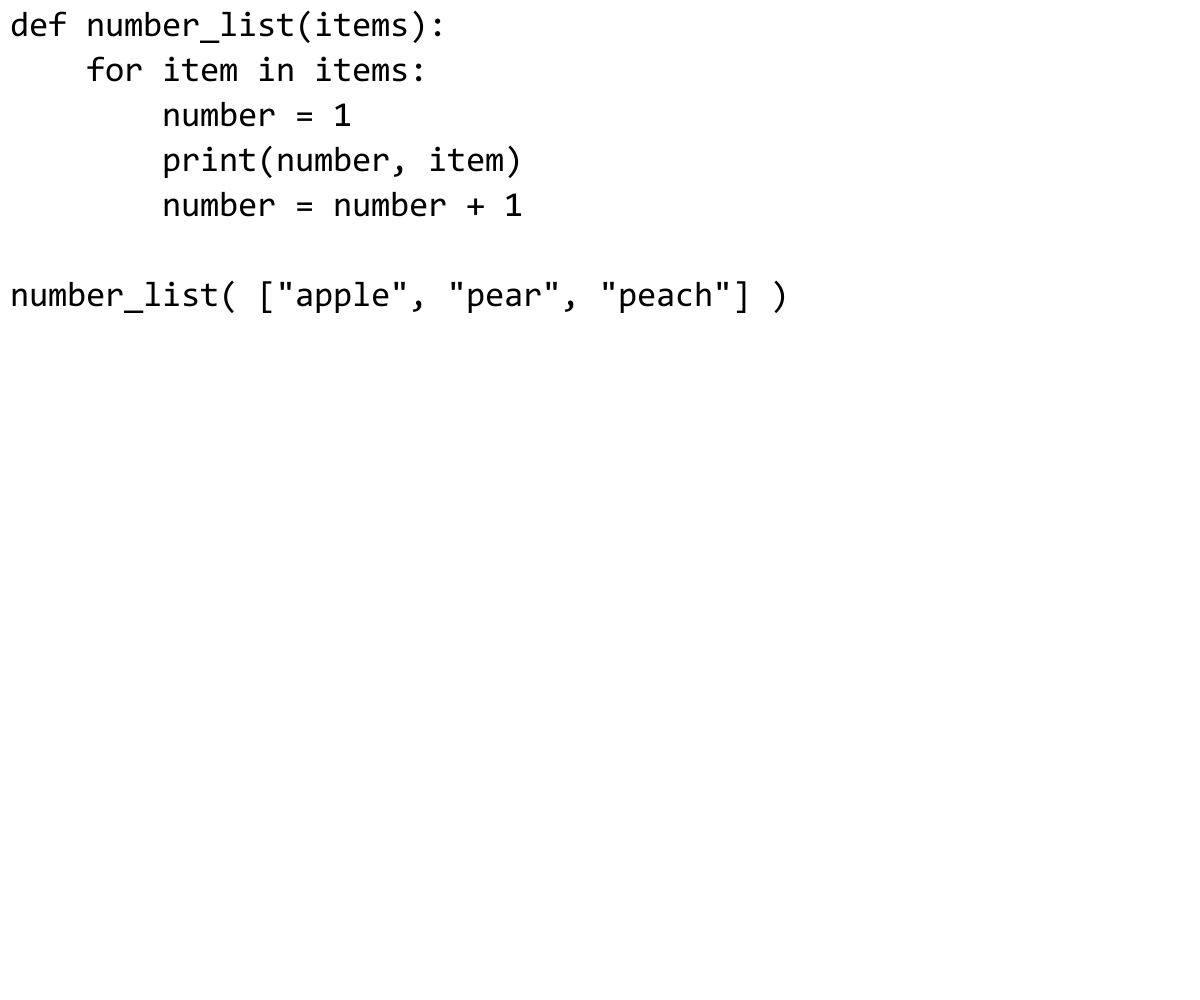 def number_list(items):
    for item in items:
        number = 1
        print(number, item)
        number = number + 1

number_list( ["apple", "pear", "peach"] )